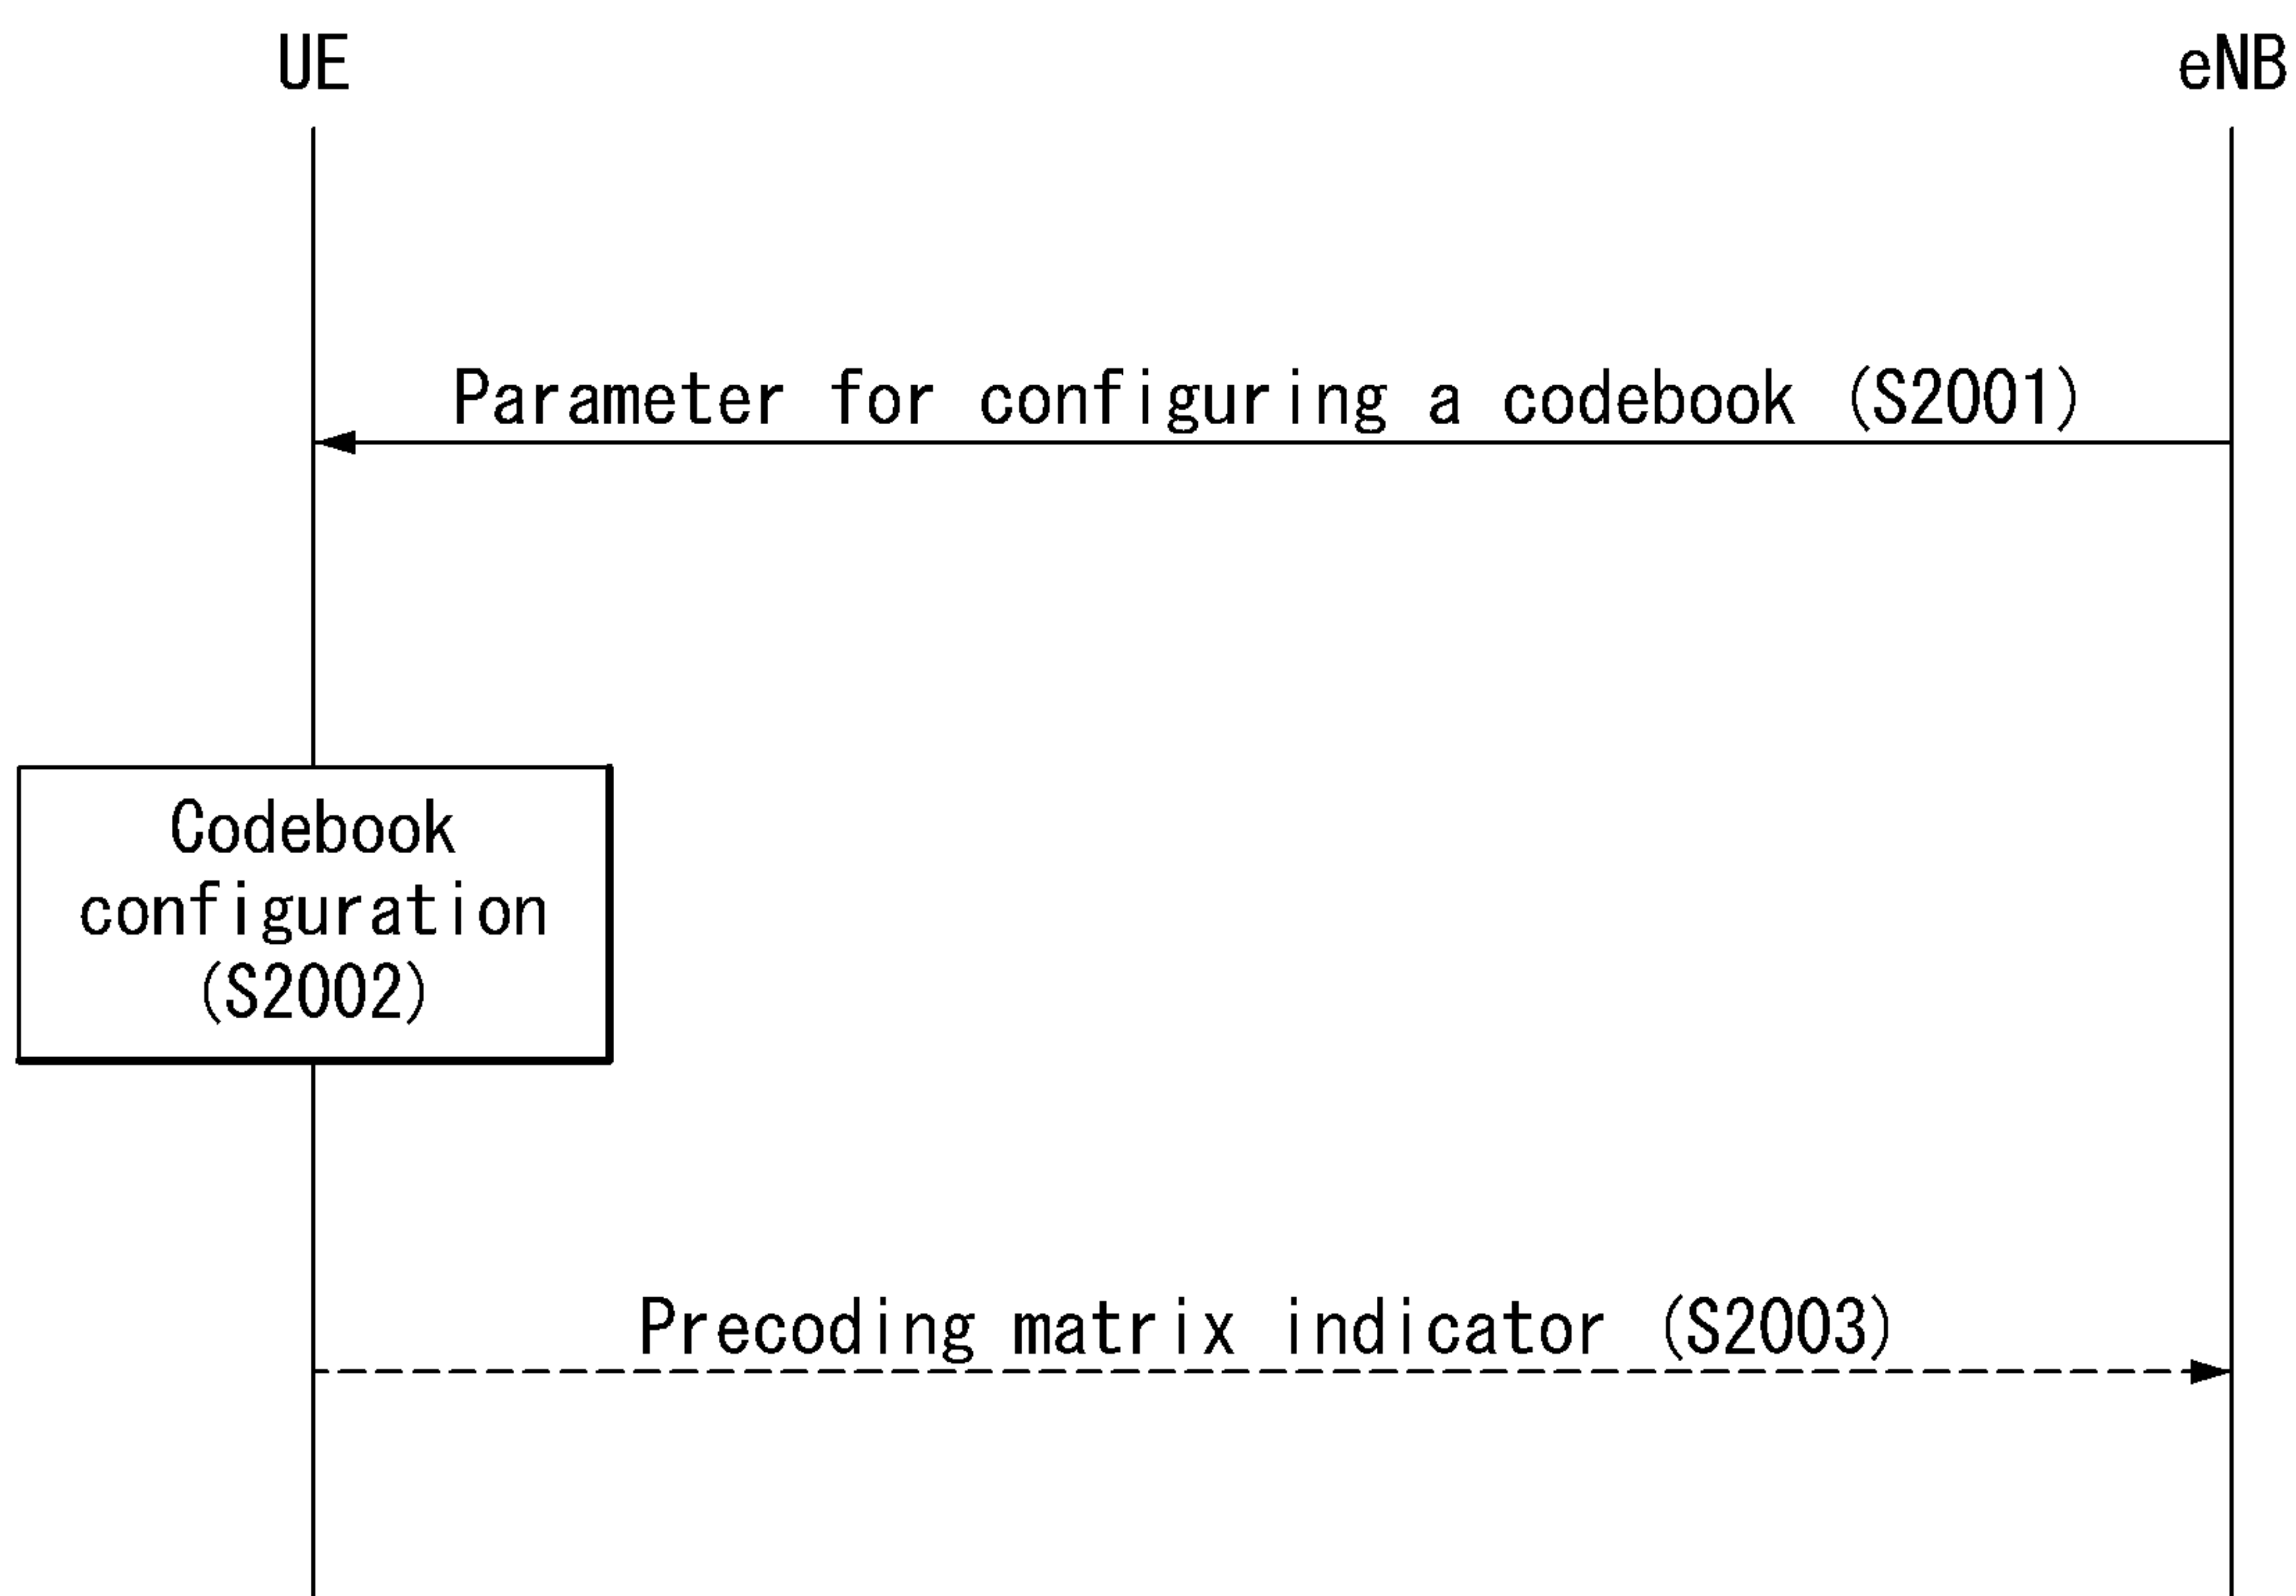 UE
eNB
Parameter for configuring a codebook (S2001)
Codebook
configuration
(S2002)
Precoding matrix indicator (S2003)